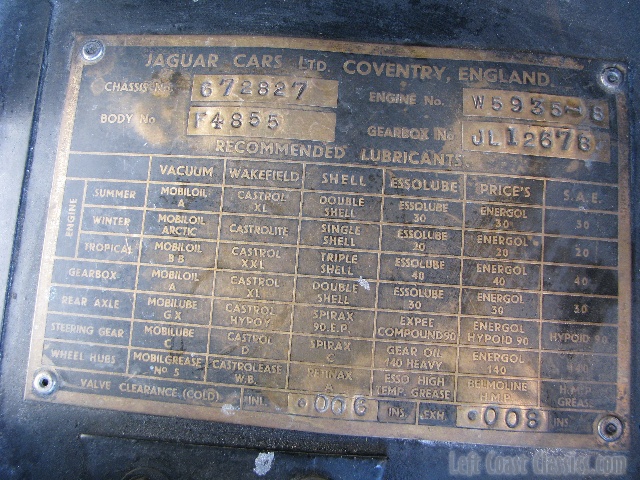 JAGUAR CARS LTD. COVENTRY, ENGLAND.
CHASSIS No. 672827 ENGINE No. W5935-8
BODY No F4855 GEARBOX No JL12676
RECOMMENDED LUBRICANTS.
VACUUM WAKEFIELD SHELL ESSOLUBE PRICE'S S.A.E.
ENGINE
SUMMER MOBILOIL A CASTROL XL DOUBLE SHELL ESSOLUBE 30 ENERGOL 30 30
WINTER MOBILOIL ARCTIC CASTROLITE SINGLE SHELL ESSOLUBE 20 ENERGOL 20 20
TROPICAL MOBILOIL BB CASTROL XXL TRIPLE SHELL ESSOLUBE 40 ENERGOL 40 40
GEARBOX MOBILOIL A CASTROL XL DOUBLE SHELL ESSOLUBE 30 ENERGOL 30 30
REAR AXLE MOBILUBE GX CASTROL HYPOY SPIRAX 90.E.P. EXPEE COMPOUND 90 ENERGOL HYPOID 90 HYPOID 90
STEERING GEAR MOBILUBE C CASTROL D SPIRAX C GEAR OIL 140 HEAVY ENERGOL 140 140
WHEEL HUBS MOBILGREASE No 5 CASTROLEASE W.B. RETINAX A ESSO HIGH TEMP. GREASE BELMOLINE H.M.P. H.M.P. GREASE
VALVE CLEARANCE (COLD) INL. .006 INS. EXH. .008 INS
Left Coast Classics.com